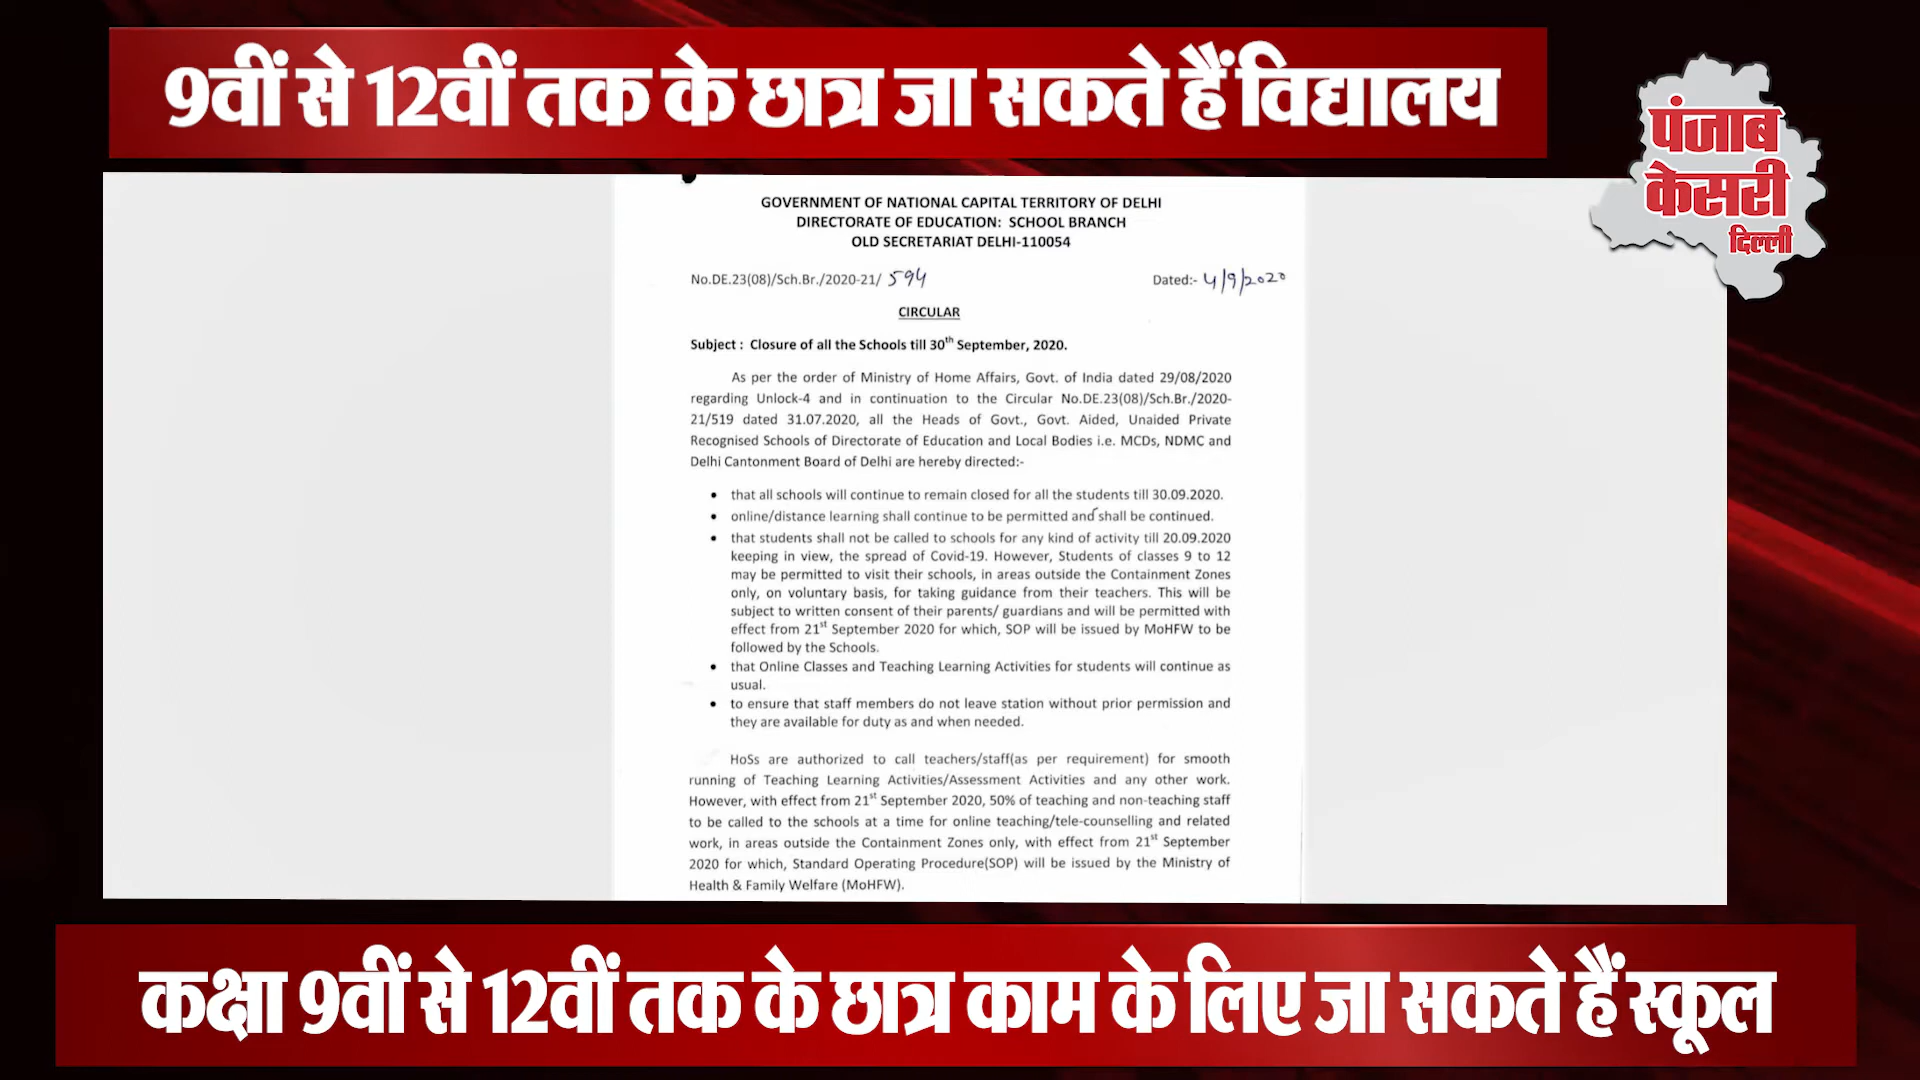 9वीं से 12वीं तक के छात्र जा सकते हैं विद्यालय
पंजाब
केसरी
दिल्ली
GOVERNMENT OF NATIONAL CAPITAL TERRITORY OF DELHI
DIRECTORATE OF EDUCATION: SCHOOL BRANCH
OLD SECRETARIAT DELHI-110054
No.DE.23(08)/Sch.Br./2020-21/ 594 Dated:- 4/9/2020
CIRCULAR
Subject : Closure of all the Schools till 30th September, 2020.
As per the order of Ministry of Home Affairs, Govt. of India dated 29/08/2020
regarding Unlock-4 and in continuation to the Circular No.DE.23(08)/Sch.Br./2020-
21/519 dated 31.07.2020, all the Heads of Govt., Govt. Aided, Unaided Private
Recognised Schools of Directorate of Education and Local Bodies i.e. MCDs, NDMC and
Delhi Cantonment Board of Delhi are hereby directed:-
• that all schools will continue to remain closed for all the students till 30.09.2020.
• online/distance learning shall continue to be permitted and shall be continued.
• that students shall not be called to schools for any kind of activity till 20.09.2020
keeping in view, the spread of Covid-19. However, Students of classes 9 to 12
may be permitted to visit their schools, in areas outside the Containment Zones
only, on voluntary basis, for taking guidance from their teachers. This will be
subject to written consent of their parents/ guardians and will be permitted with
effect from 21st September 2020 for which, SOP will be issued by MoHFW to be
followed by the Schools.
• that Online Classes and Teaching Learning Activities for students will continue as
usual.
• to ensure that staff members do not leave station without prior permission and
they are available for duty as and when needed.
HoSs are authorized to call teachers/staff(as per requirement) for smooth
running of Teaching Learning Activities/Assessment Activities and any other work.
However, with effect from 21st September 2020, 50% of teaching and non-teaching staff
to be called to the schools at a time for online teaching/tele-counselling and related
work, in areas outside the Containment Zones only, with effect from 21st September
2020 for which, Standard Operating Procedure(SOP) will be issued by the Ministry of
Health & Family Welfare (MoHFW).
कक्षा 9वीं से 12वीं तक के छात्र काम के लिए जा सकते हैं स्कूल